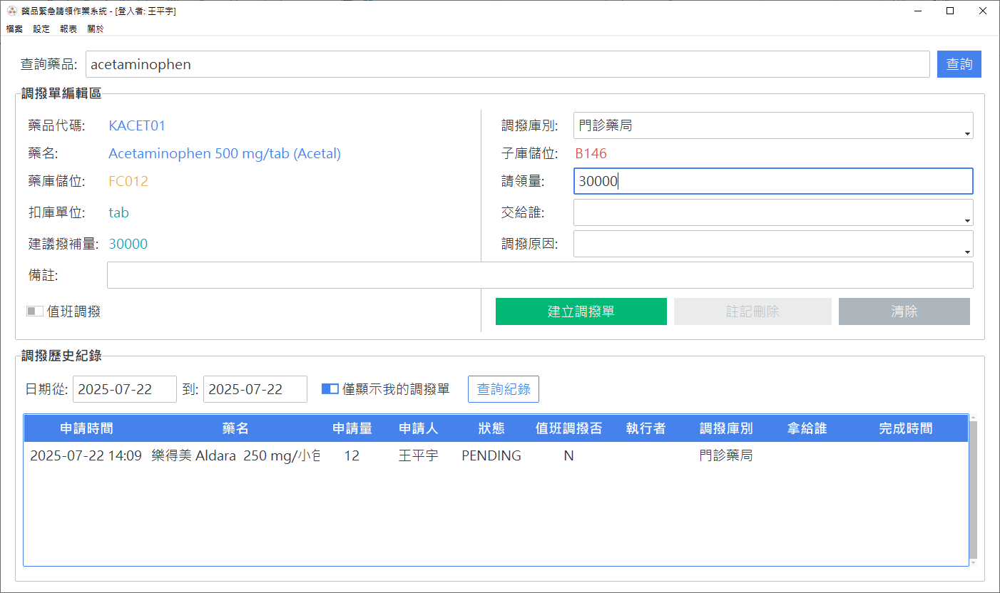 藥品緊急請領作業系統 - [登入者: 王平宇]
檔案 設定 報表 關於
查詢藥品: acetaminophen 查詢
調撥單編輯區
藥品代碼: KACET01 調撥庫別: 門診藥局
藥名: Acetaminophen 500 mg/tab (Acetal) 子庫儲位: B146
藥庫儲位: FC012 請領量: 30000
扣庫單位: tab 交給誰:
建議撥補量: 30000 調撥原因:
備註:
值班調撥 建立調撥單 註記刪除 清除
調撥歷史紀錄
日期從: 2025-07-22 到: 2025-07-22 僅顯示我的調撥單 查詢紀錄
申請時間 藥名 申請量 申請人 狀態 值班調撥否 執行者 調撥庫別 拿給誰 完成時間
2025-07-22 14:09 樂得美 Aldara 250 mg/小包 12 王平宇 PENDING N 門診藥局